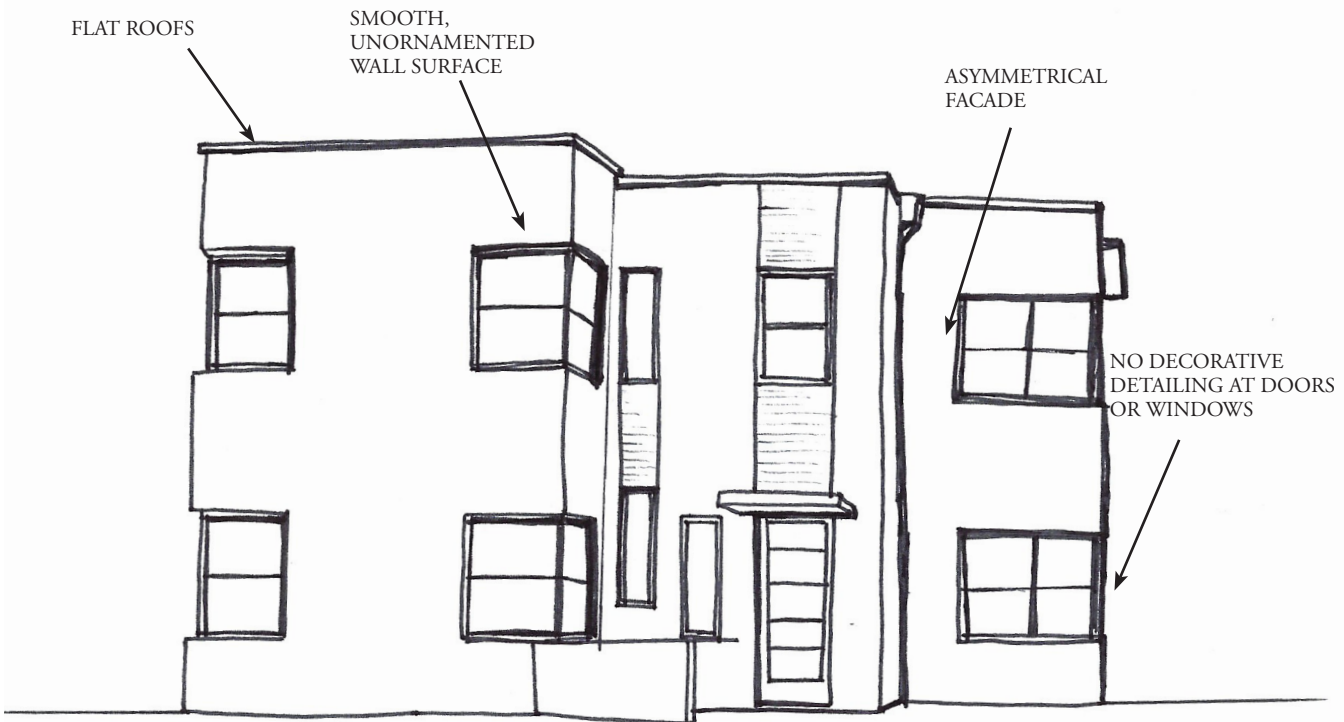 FLAT ROOFS
SMOOTH,
UNORNAMENTED
WALL SURFACE
ASYMMETRICAL
FACADE
NO DECORATIVE
DETAILING AT DOORS
OR WINDOWS